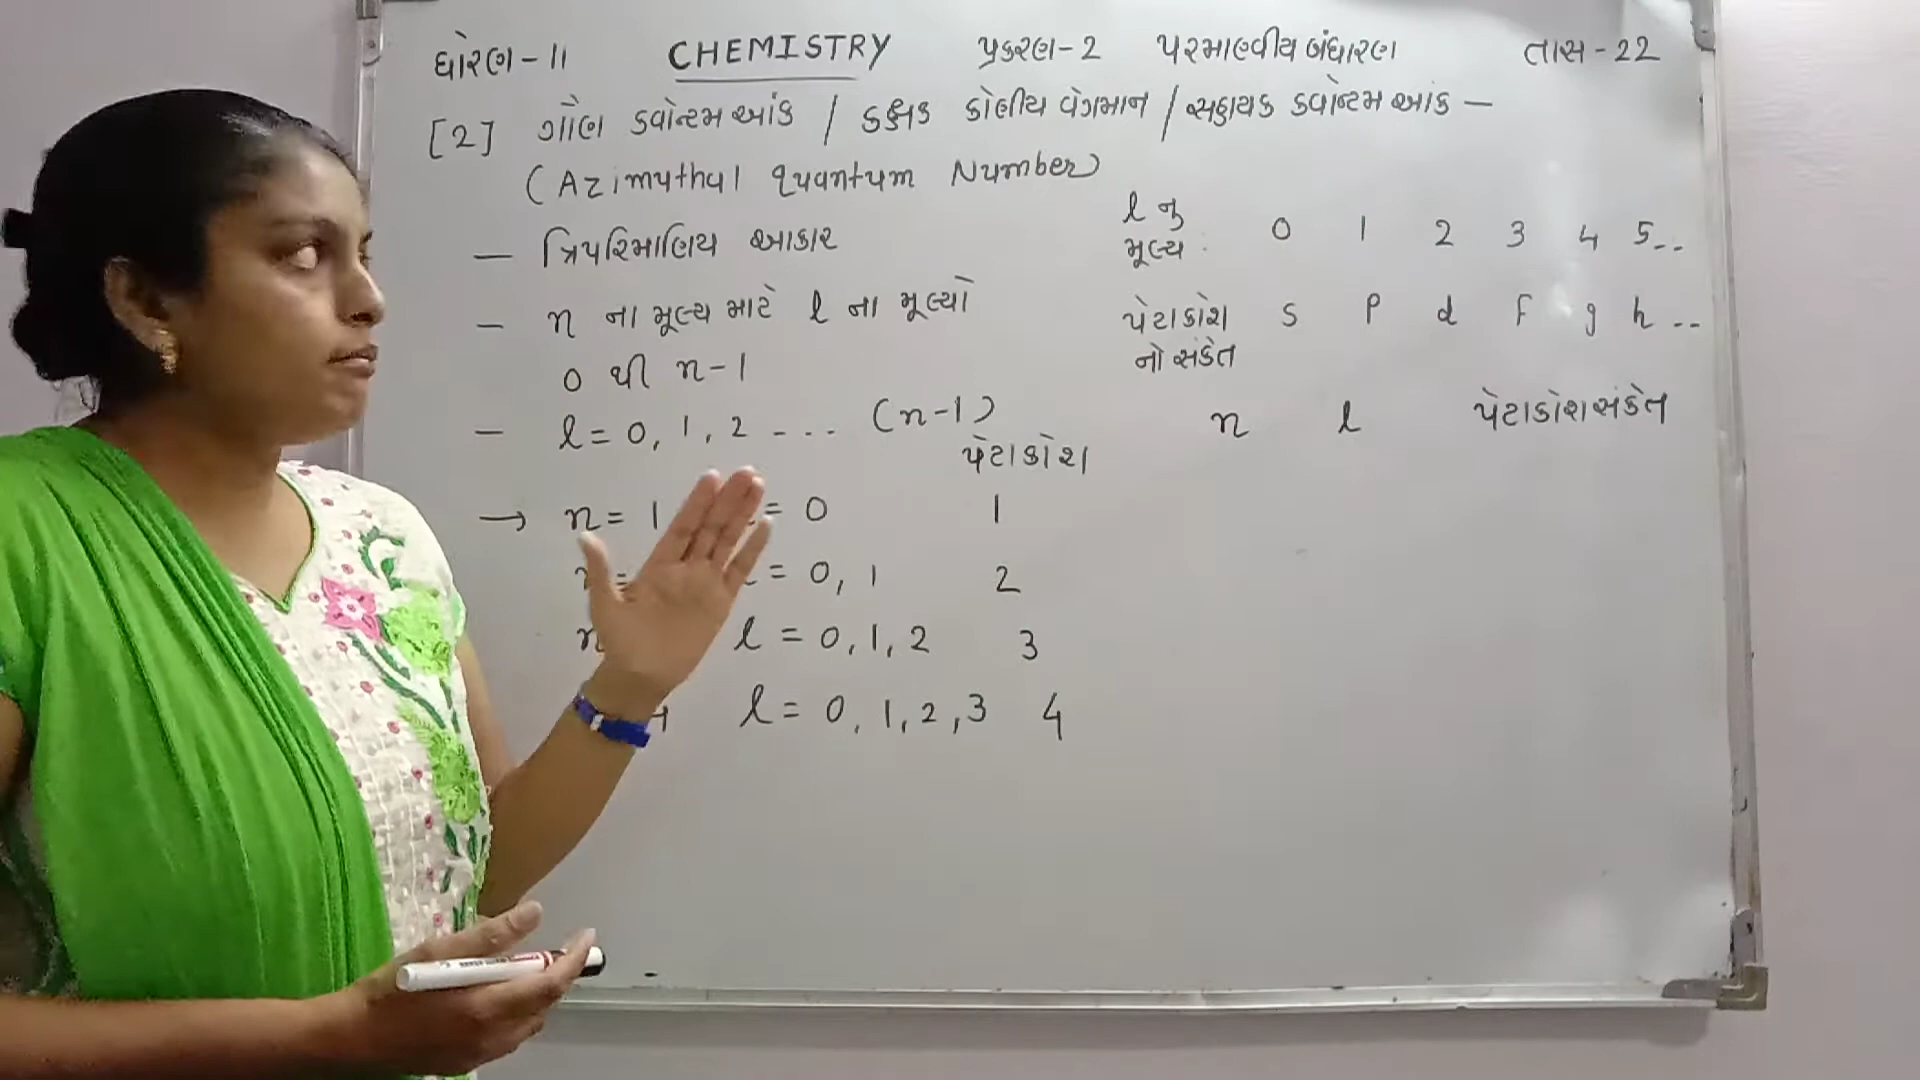 ધોરણ-11 CHEMISTRY પ્રકરણ-2 પરમાણ્વીય બંધારણ તાસ-22
[2] ગૌણ ક્વોન્ટમ આંક / કક્ષક કોણીય વેગમાન / સહાયક ક્વોન્ટમ આંક –
(Azimuthal quantum Number)
– ત્રિપરિમાણિય આકાર
– n ના મૂલ્ય માટે l ના મૂલ્યો
0 થી n-1
– l = 0, 1, 2 - - - (n-1)
પેટાકોશ
→ n = 1 = 0 1
= = 0, 1 2
n l = 0, 1, 2 3
l = 0, 1, 2, 3 4
l નુ મૂલ્ય : 0 1 2 3 4 5--
પેટાકોશ s p d f g h --
નો સંકેત
n l પેટાકોશ સંકેત